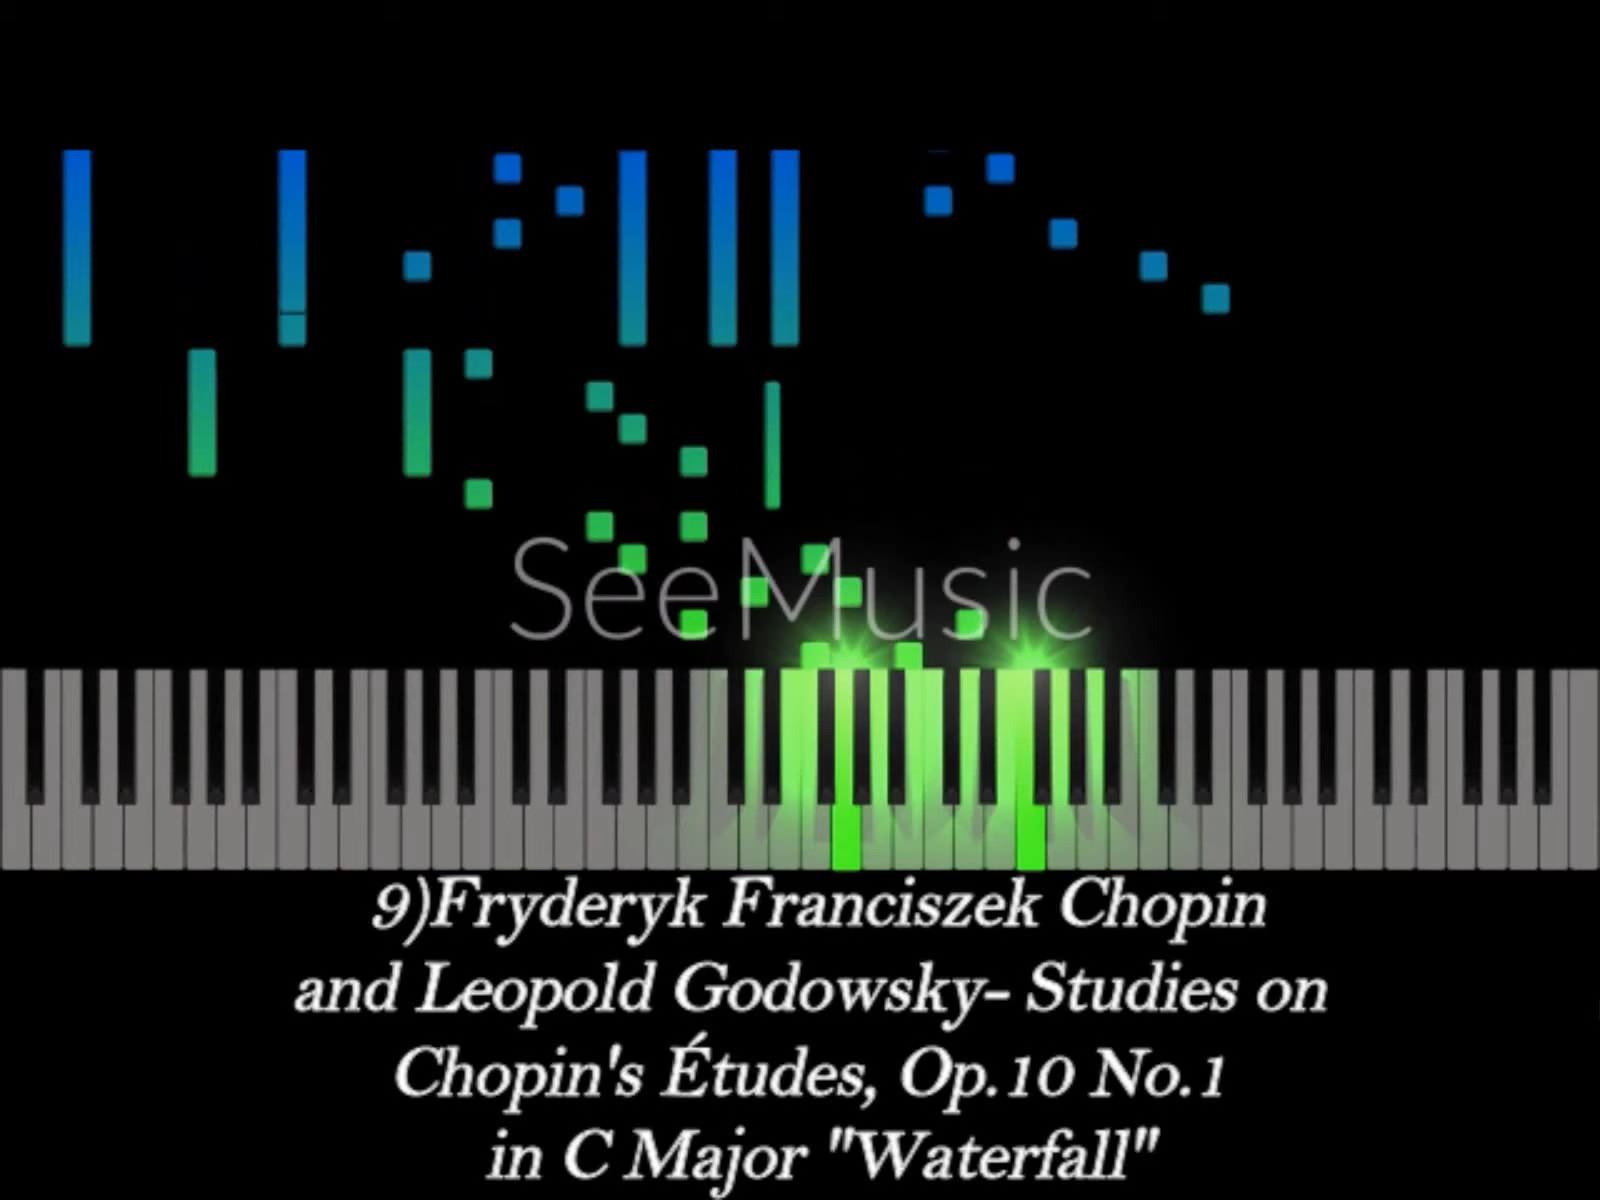 SeeMusic
9)Fryderyk Franciszek Chopin
and Leopold Godowsky- Studies on
Chopin's Études, Op.10 No.1
in C Major "Waterfall"